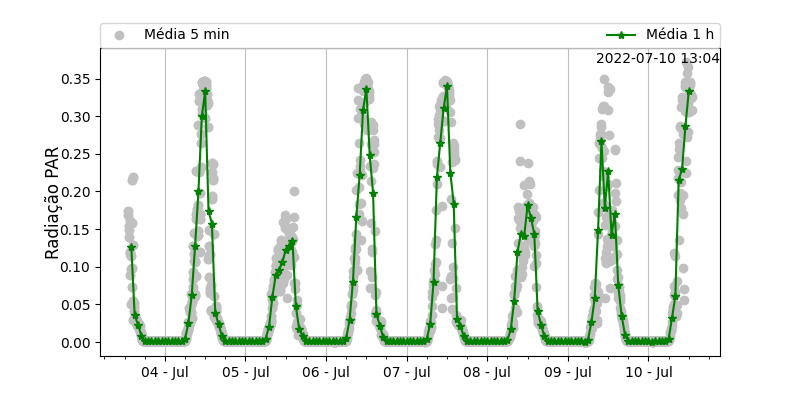 Média 5 min
Média 1 h
2022-07-10 13:04
Radiação PAR
0.35
0.30
0.25
0.20
0.15
0.10
0.05
0.00
04 - Jul
05 - Jul
06 - Jul
07 - Jul
08 - Jul
09 - Jul
10 - Jul